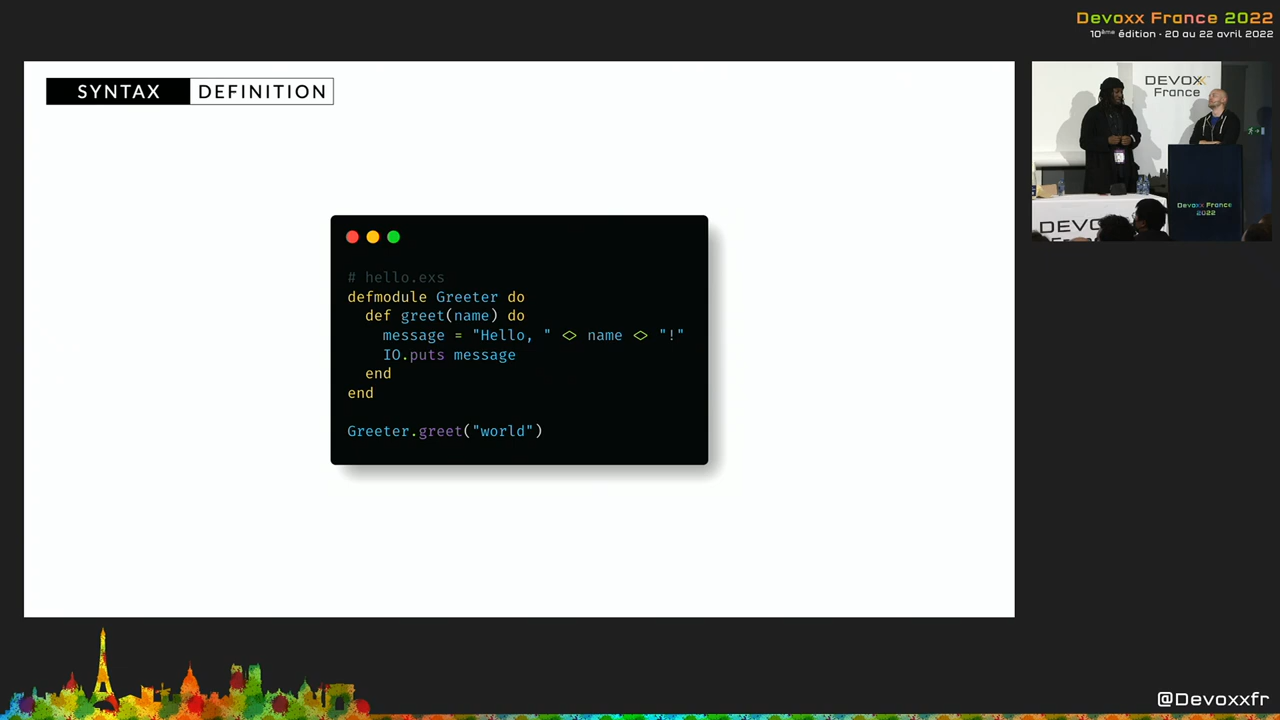 Devoxx France 2022
10ème édition · 20 au 22 avril 2022
SYNTAX DEFINITION
# hello.exs
defmodule Greeter do
  def greet(name) do
    message = "Hello, " <> name <> "!"
    IO.puts message
  end
end
Greeter.greet("world")
DEVOXX
France
Devoxx France
2022
DEVO
@Devoxxfr